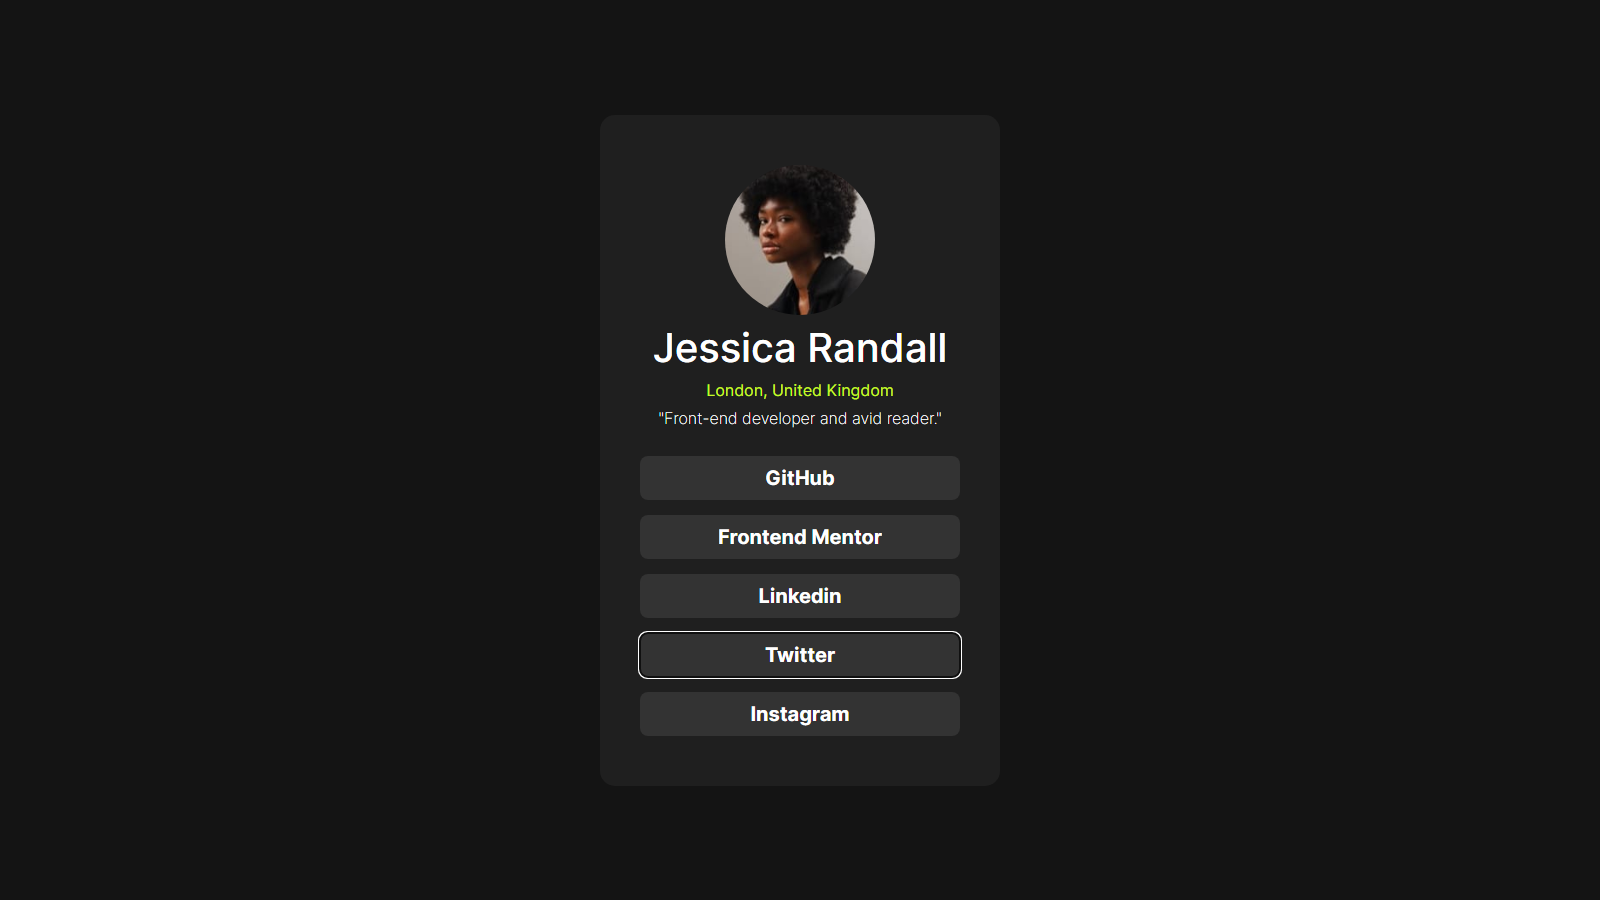 Jessica Randall
London, United Kingdom
"Front-end developer and avid reader."
GitHub
Frontend Mentor
Linkedin
Twitter
Instagram